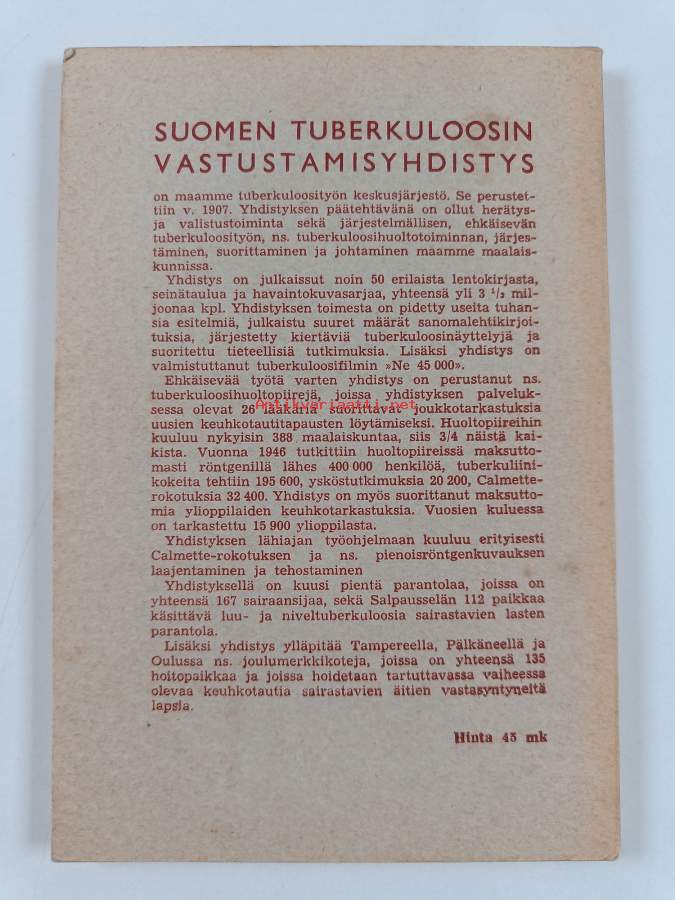 SUOMEN TUBERKULOOSIN
VASTUSTAMISYHDISTYS
on maamme tuberkuloosityön keskusjärjestö. Se perustet-
tiin v. 1907. Yhdistyksen päätehtävänä on ollut herätys-
ja valistustoiminta sekä järjestelmällisen, ehkäisevän
tuberkuloosityön, ns. tuberkuloosihuoltotoiminnan, järjes-
täminen, suorittaminen ja johtaminen maamme maalais-
kunnissa.
Yhdistys on julkaissut noin 50 erilaista lentokirjasta,
seinätaulua ja havaintokuvasarjaa, yhteensä yli 3 ½ mil-
joonaa kpl. Yhdistyksen toimesta on pidetty useita tuhan-
sia esitelmiä, julkaistu suuret määrät sanomalehtikirjoi-
tuksia, järjestetty kiertäviä tuberkuloosinäyttelyjä ja
suoritettu tieteellisiä tutkimuksia. Lisäksi yhdistys on
valmistuttanut tuberkuloosifilmin »Ne 45 000».
Ehkäisevää työtä varten yhdistys on perustanut ns.
tuberkuloosihuoltopiirejä, joissa yhdistyksen palveluk-
sessa olevat 26 lääkäriä suorittavat joukkotarkastuksia
Antikvariaatti.net
uusien keuhkotautitapausten löytämiseksi. Huoltopiireihin
kuuluu nykyisin 388 maalaiskuntaa, siis 3/4 näistä kai-
kista. Vuonna 1946 tutkittiin huoltopiireissä maksutto-
masti röntgenillä lähes 400 000 henkilöä, tuberkuliini-
kokeita tehtiin 195 600, ysköstutkimuksia 20 200, Calmette-
rokotuksia 32 400. Yhdistys on myös suorittanut maksutto-
mia ylioppilaiden keuhkotarkastuksia. Vuosien kuluessa
on tarkastettu 15 900 ylioppilasta.
Yhdistyksen lähiajan työohjelmaan kuuluu erityisesti
Calmette-rokotuksen ja ns. pienoisröntgenkuvauksen
laajentaminen ja tehostaminen
Yhdistyksellä on kuusi pientä parantolaa, joissa on
yhteensä 167 sairaansijaa, sekä Salpausselän 112 paikkaa
käsittävä luu- ja niveltuberkuloosia sairastavien lasten
parantola.
Lisäksi yhdistys ylläpitää Tampereella, Pälkäneellä ja
Oulussa ns. joulumerkkikoteja, joissa on yhteensä 135
hoitopaikkaa ja joissa hoidetaan tartuttavassa vaiheessa
olevaa keuhkotautia sairastavien äitien vastasyntyneitä
lapsia.
Hinta 45 mk